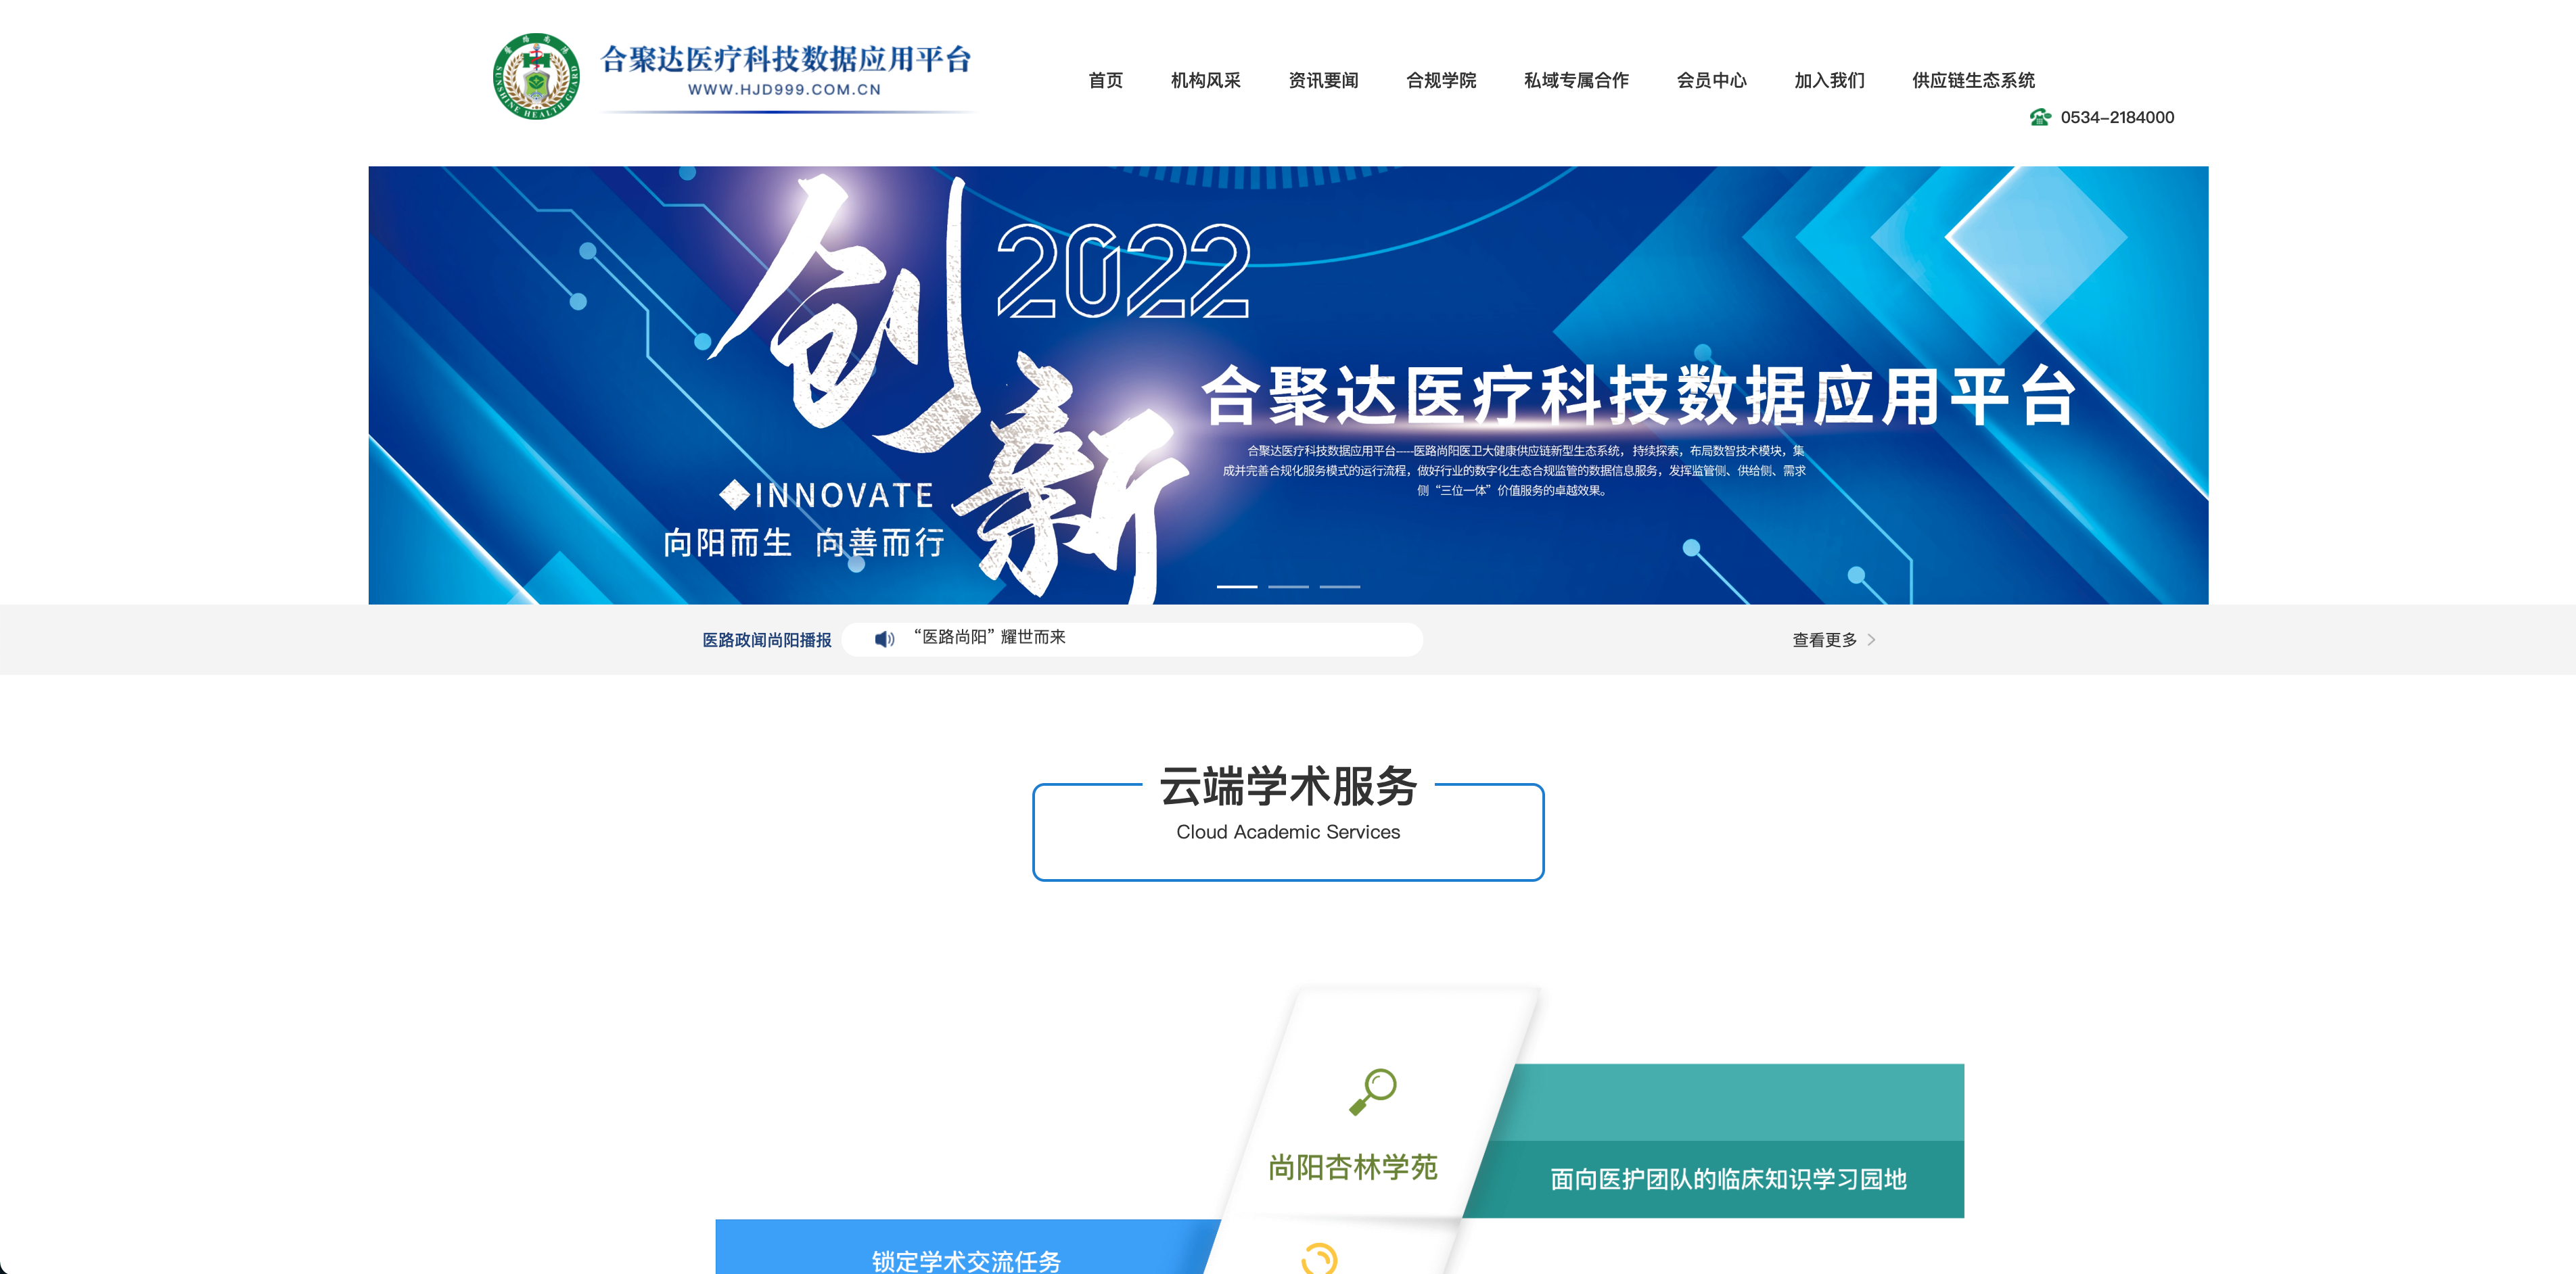 医路尚阳
SUNSHINE HEALTH GUARD
合聚达医疗科技数据应用平台
WWW.HJD999.COM.CN
首页 机构风采 资讯要闻 合规学院 私域专属合作 会员中心 加入我们 供应链生态系统
0534-2184000
创新
2022
合聚达医疗科技数据应用平台
合聚达医疗科技数据应用平台-----医路尚阳医卫大健康供应链新型生态系统，持续探索，布局数智技术模块，集
成并完善合规化服务模式的运行流程，做好行业的数字化生态合规监管的数据信息服务，发挥监管侧、供给侧、需求
侧“三位一体”价值服务的卓越效果。
◆INNOVATE
向阳而生 向善而行
医路政闻尚阳播报
“医路尚阳”耀世而来
查看更多
云端学术服务
Cloud Academic Services
尚阳杏林学苑
面向医护团队的临床知识学习园地
锁定学术交流任务